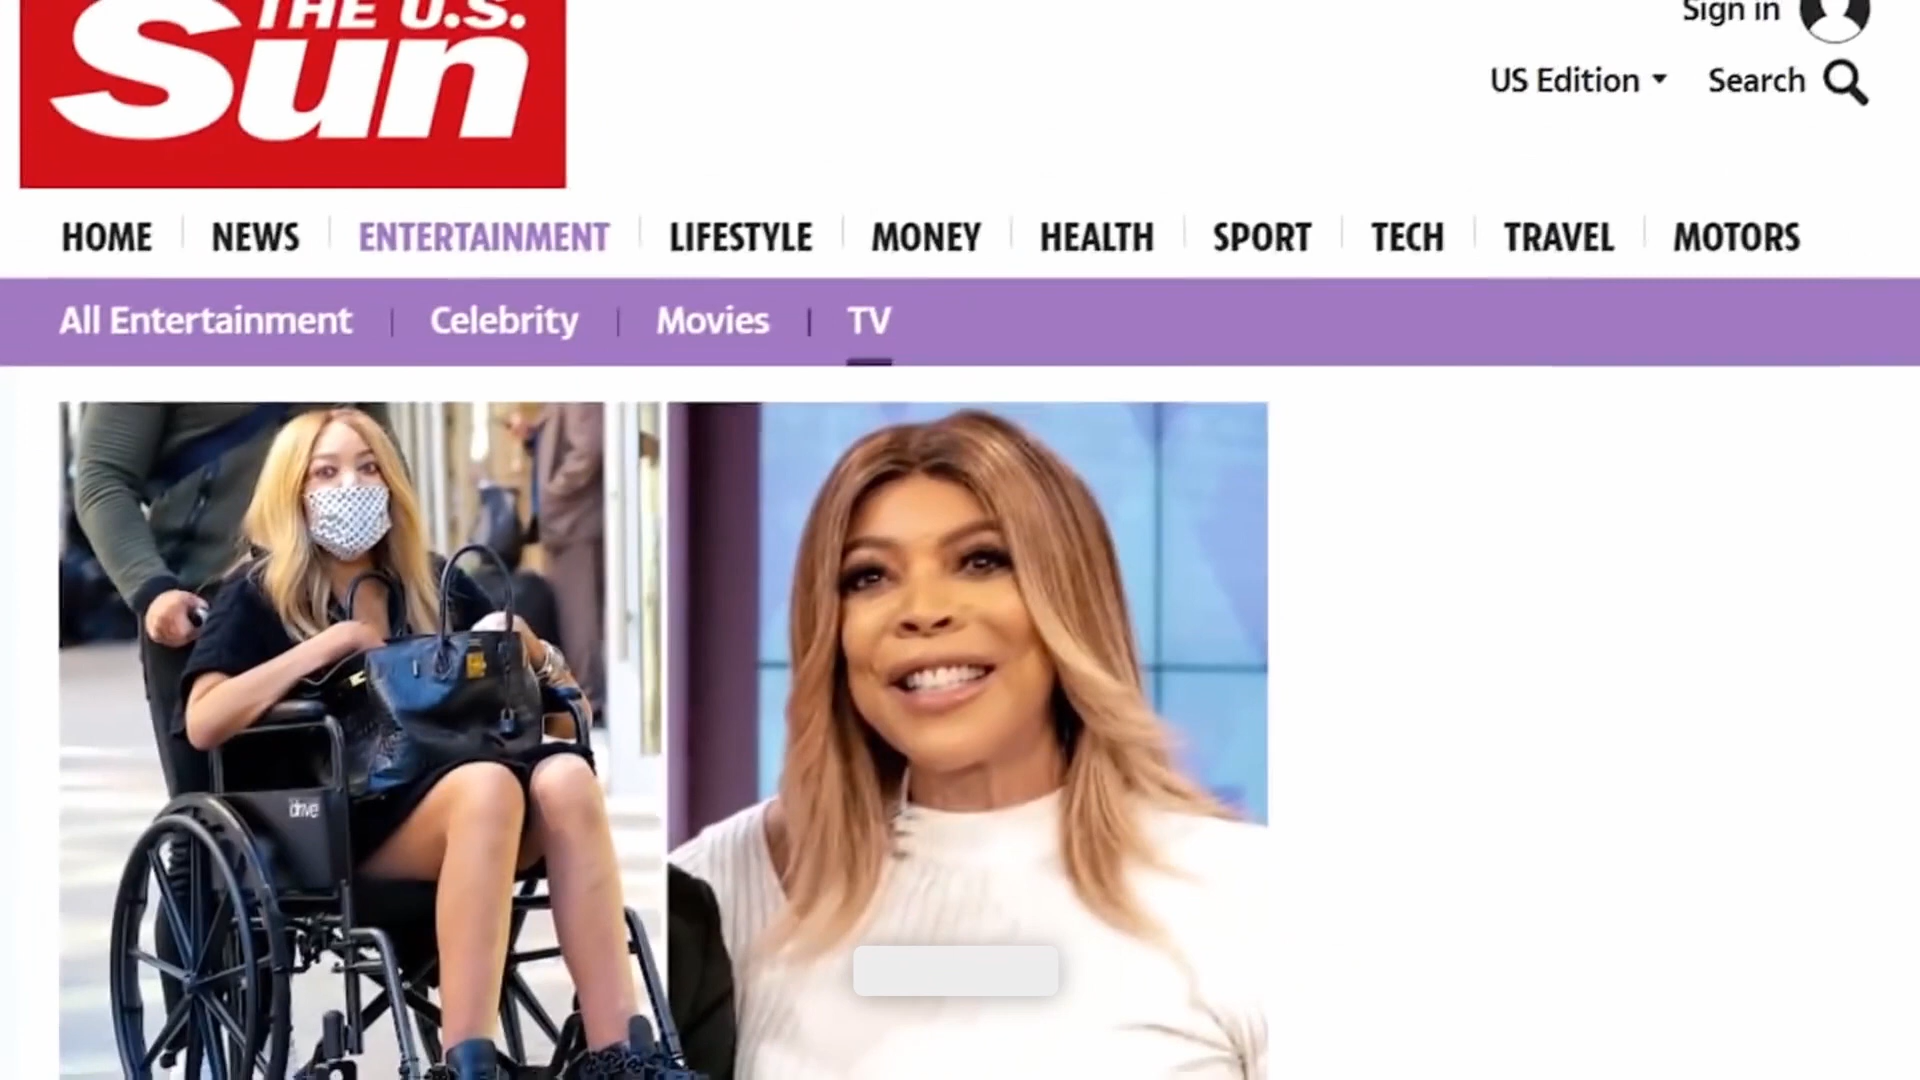 THE U.S.
Sun
Sign in
US Edition
Search
HOME
NEWS
ENTERTAINMENT
LIFESTYLE
MONEY
HEALTH
SPORT
TECH
TRAVEL
MOTORS
All Entertainment
Celebrity
Movies
TV
drive